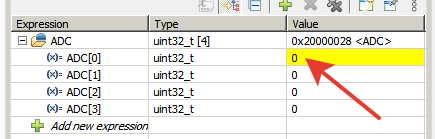 Expression Type Value
ADC uint32_t [4] 0x20000028 <ADC>
(x)= ADC[0] uint32_t 0
(x)= ADC[1] uint32_t 0
(x)= ADC[2] uint32_t 0
(x)= ADC[3] uint32_t 0
Add new expression